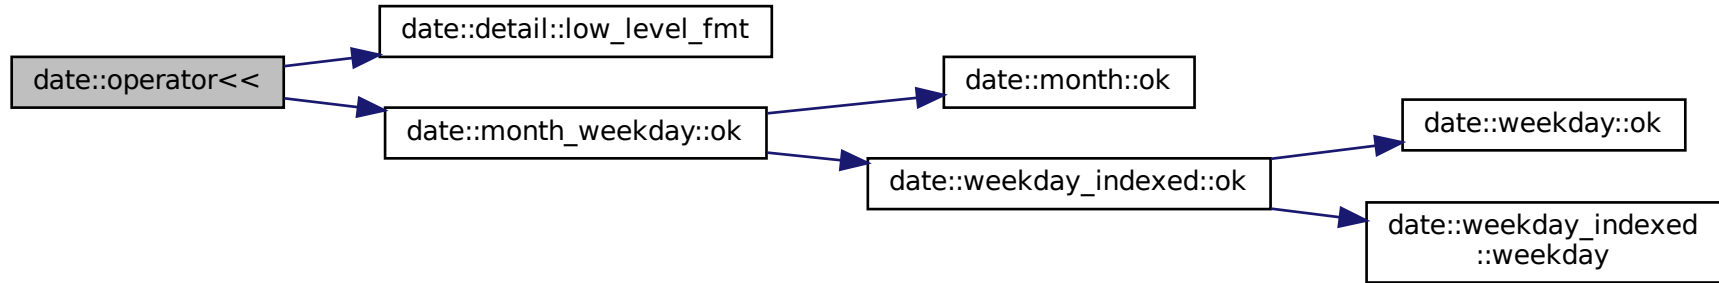 date::operator<<
date::detail::low_level_fmt
date::month_weekday::ok
date::month::ok
date::weekday_indexed::ok
date::weekday::ok
date::weekday_indexed
::weekday